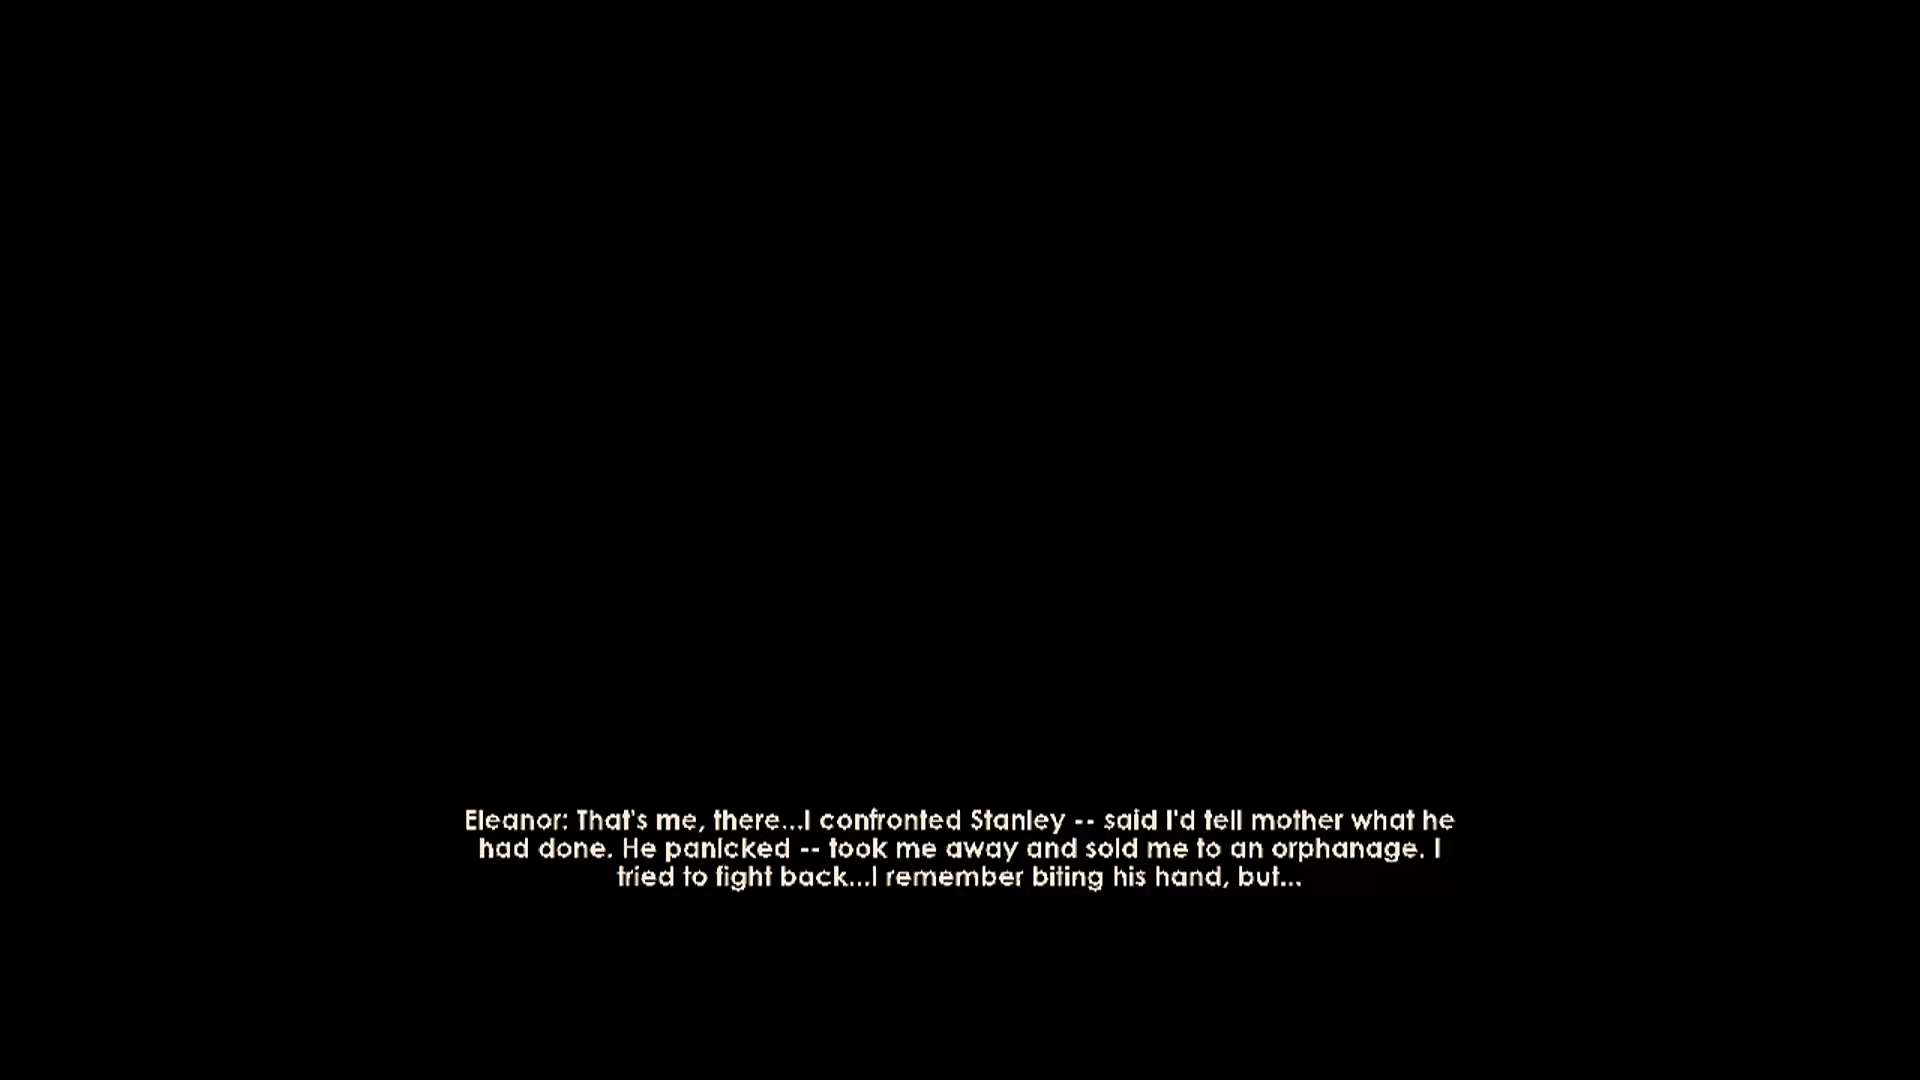 Eleanor: That's me, there...I confronted Stanley -- said I'd tell mother what he
had done. He panicked -- took me away and sold me to an orphanage. I
tried to fight back...I remember biting his hand, but...